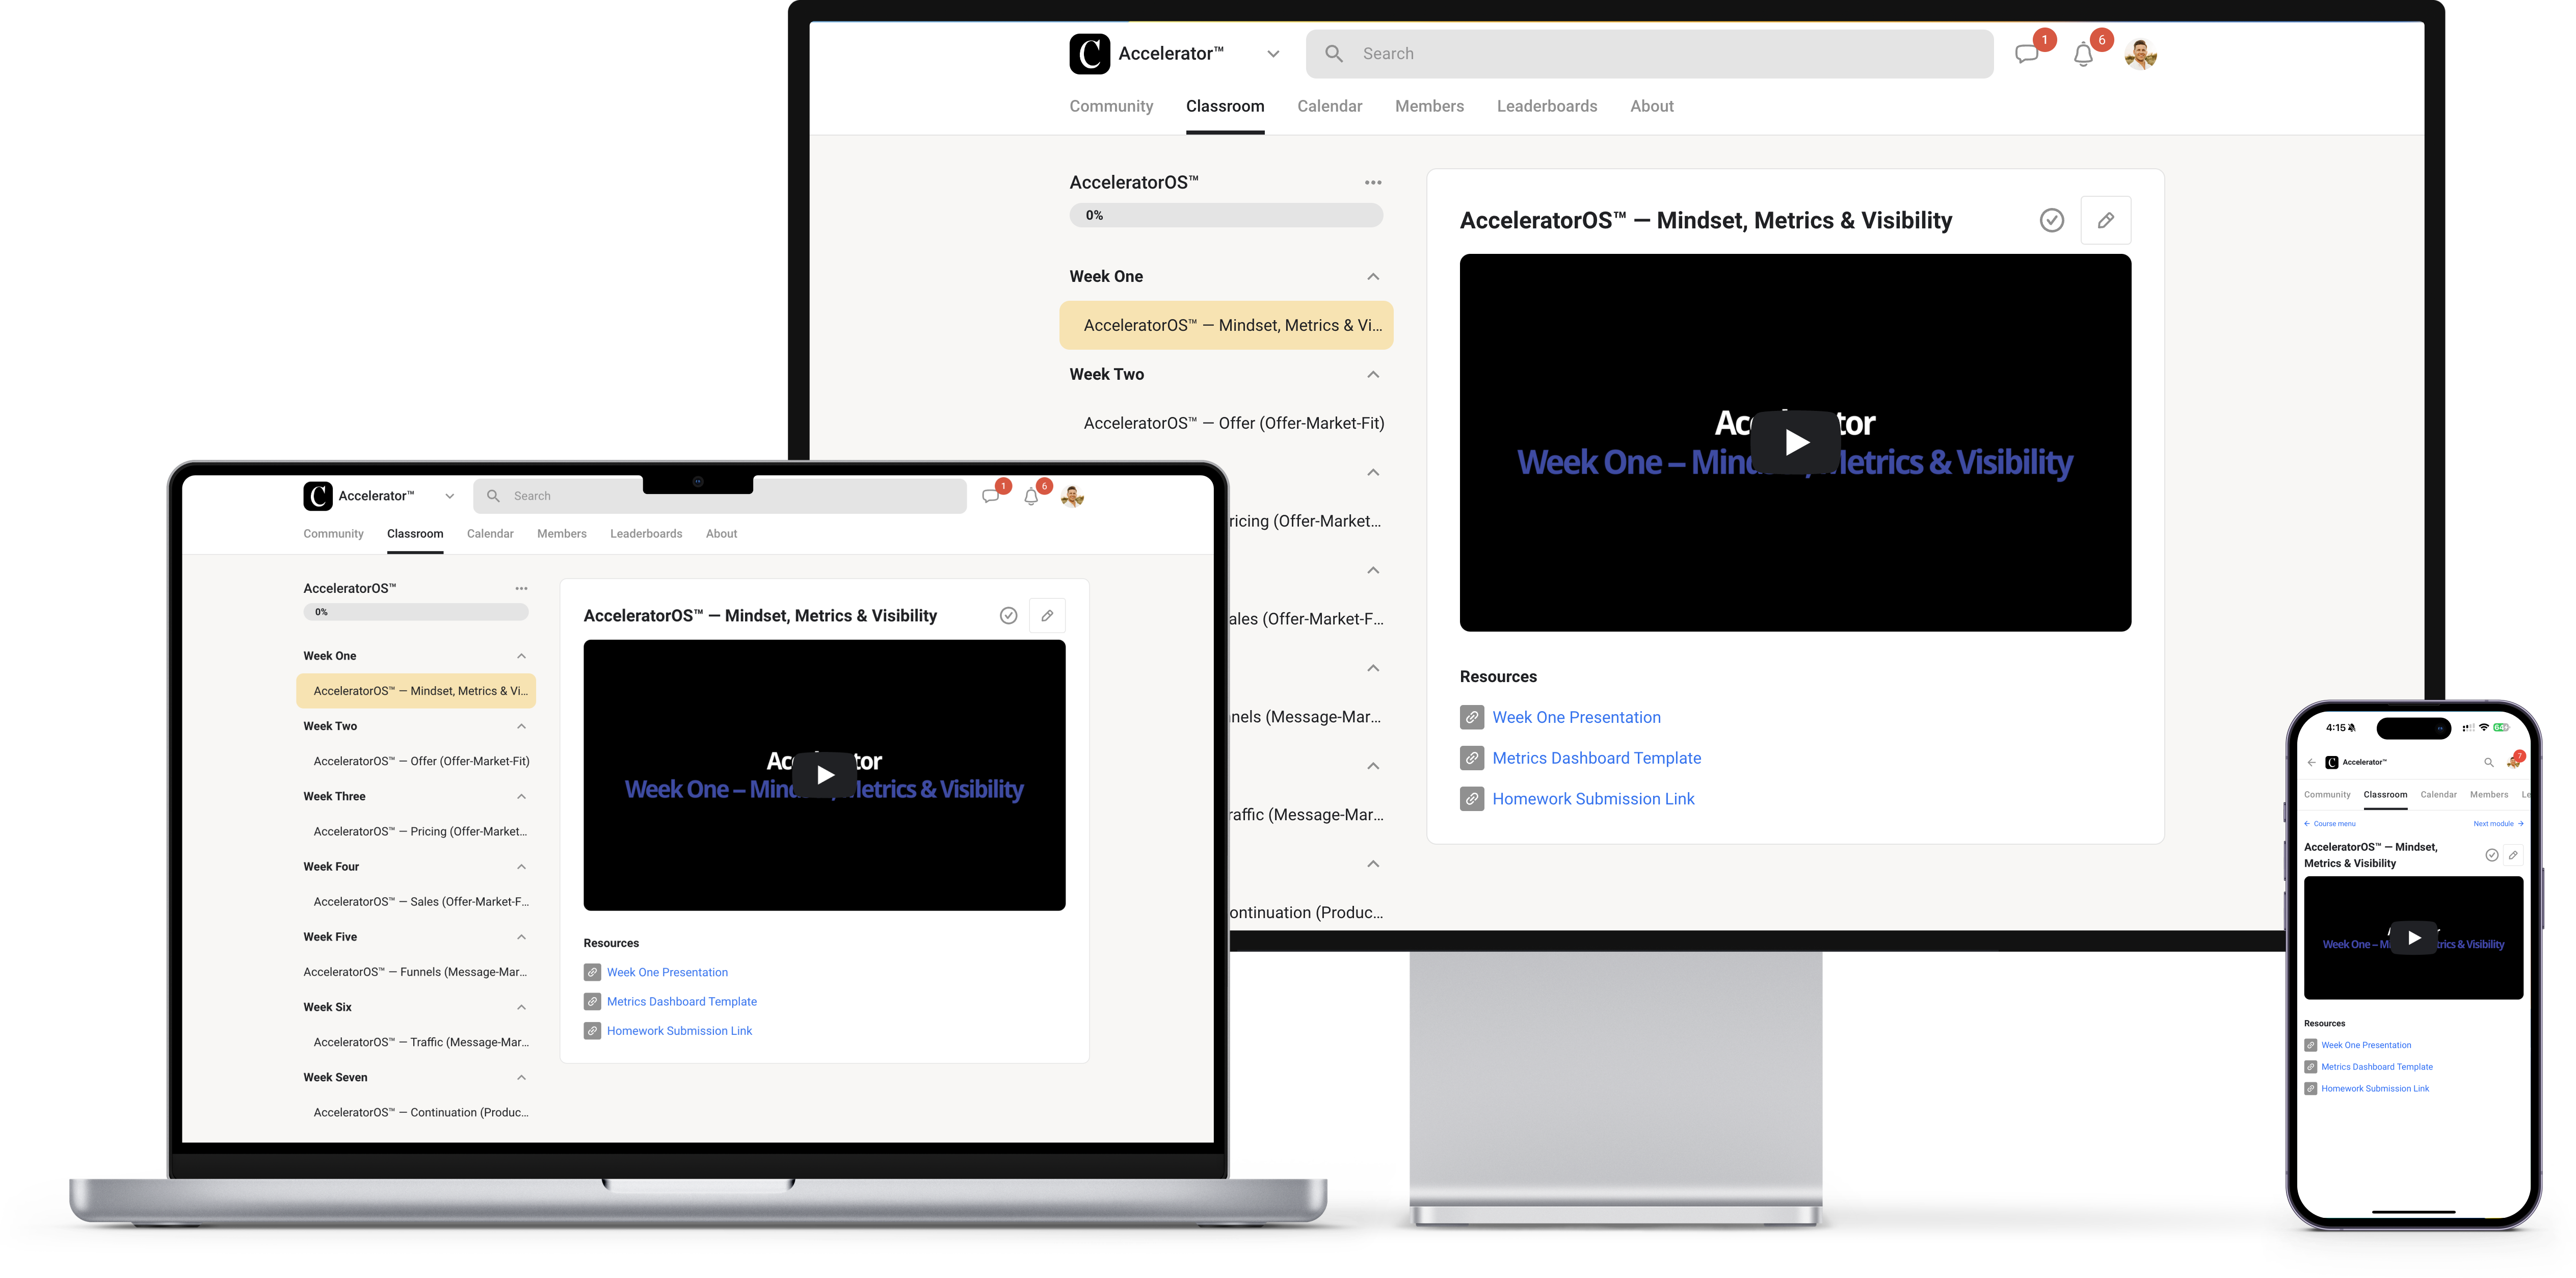 C Accelerator™
Search
1
6
Community Classroom Calendar Members Leaderboards About
AcceleratorOS™
0%
Week One
AcceleratorOS™ — Mindset, Metrics & Vi...
Week Two
AcceleratorOS™ — Offer (Offer-Market-Fit)
ricing (Offer-Market...
ales (Offer-Market-F...
nels (Message-Mar...
raffic (Message-Mar...
ontinuation (Produc...
AcceleratorOS™ — Mindset, Metrics & Visibility
Ac tor
Week One – Mind Metrics & Visibility
Resources
Week One Presentation
Metrics Dashboard Template
Homework Submission Link
C Accelerator™
Search
1
6
Community Classroom Calendar Members Leaderboards About
AcceleratorOS™
0%
Week One
AcceleratorOS™ — Mindset, Metrics & Vi...
Week Two
AcceleratorOS™ — Offer (Offer-Market-Fit)
Week Three
AcceleratorOS™ — Pricing (Offer-Market...
Week Four
AcceleratorOS™ — Sales (Offer-Market-F...
Week Five
AcceleratorOS™ — Funnels (Message-Mar...
Week Six
AcceleratorOS™ — Traffic (Message-Mar...
Week Seven
AcceleratorOS™ — Continuation (Produc...
AcceleratorOS™ — Mindset, Metrics & Visibility
Ac tor
Week One – Mind Metrics & Visibility
Resources
Week One Presentation
Metrics Dashboard Template
Homework Submission Link
4:15
C Accelerator™
7
Community Classroom Calendar Members Le
Course menu
Next module
AcceleratorOS™ — Mindset,
Metrics & Visibility
Week One – M trics & Visibility
Resources
Week One Presentation
Metrics Dashboard Template
Homework Submission Link